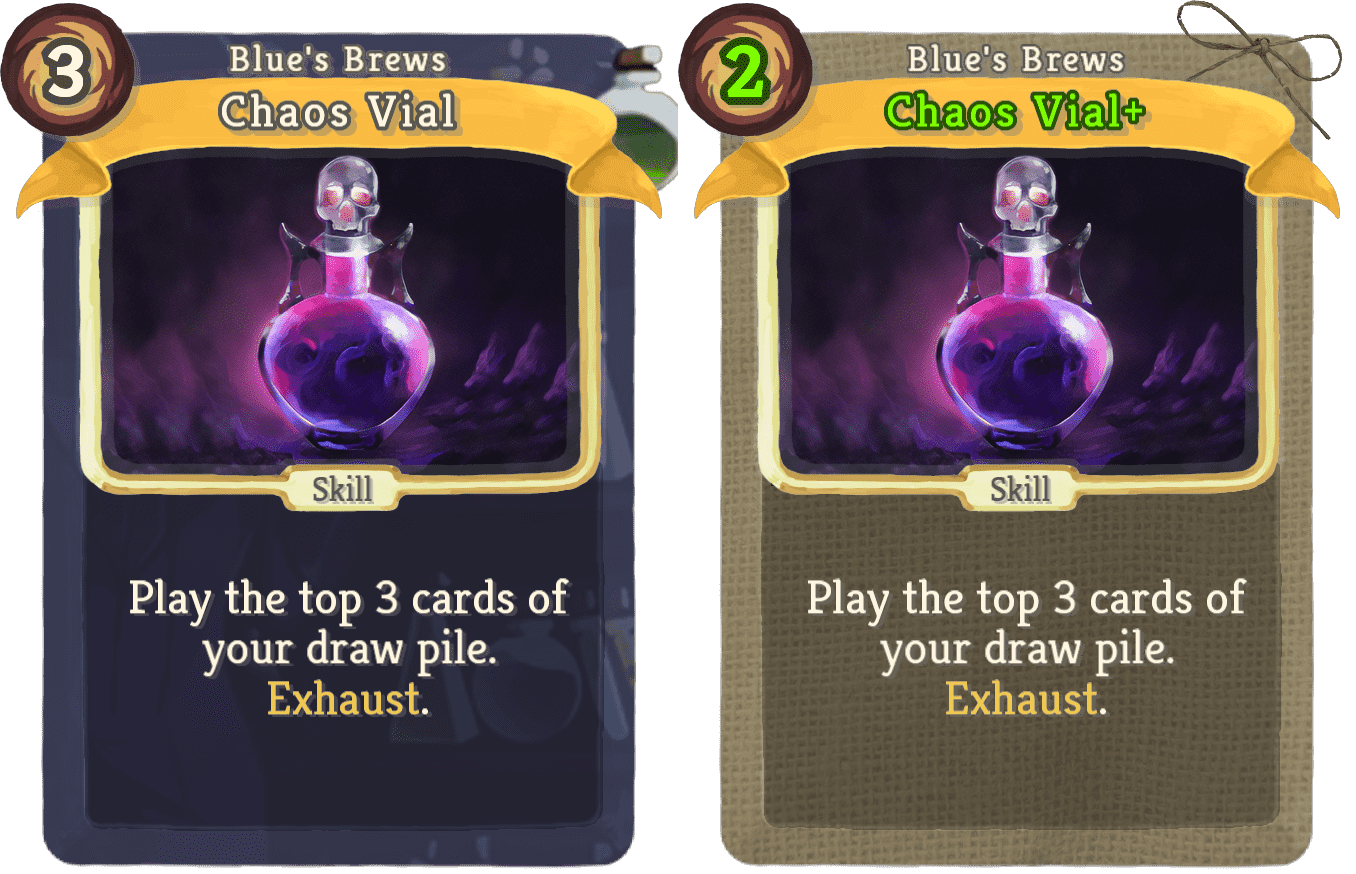 3
Blue's Brews
Chaos Vial
Skill
Play the top 3 cards of
your draw pile.
Exhaust.
2
Blue's Brews
Chaos Vial+
Skill
Play the top 3 cards of
your draw pile.
Exhaust.